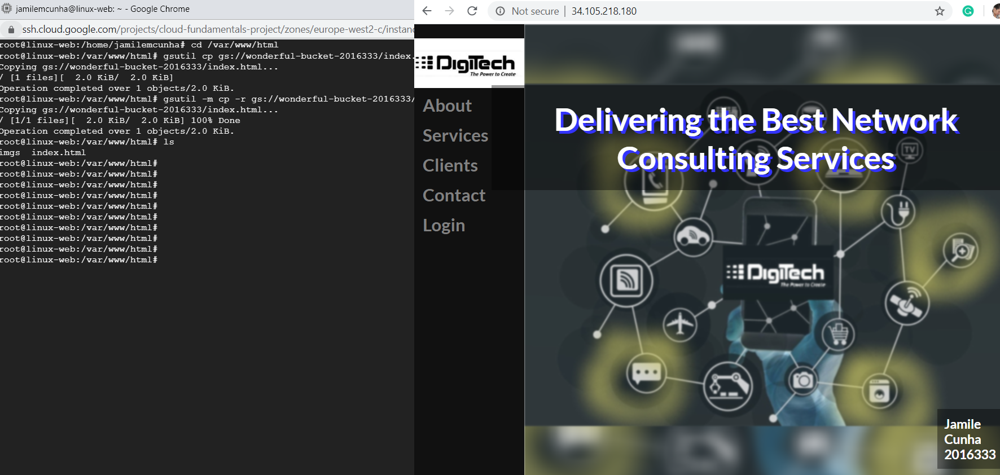 jamilemcunha@linux-web: ~ - Google Chrome
ssh.cloud.google.com/projects/cloud-fundamentals-project/zones/europe-west2-c/instanc
root@linux-web:/home/jamilemcunha# cd /var/www/html
root@linux-web:/var/www/html# gsutil cp gs://wonderful-bucket-2016333/index.
Copying gs://wonderful-bucket-2016333/index.html...
/ [1 files][  2.0 KiB/  2.0 KiB]
Operation completed over 1 objects/2.0 KiB.
root@linux-web:/var/www/html# gsutil -m cp -r gs://wonderful-bucket-2016333/
Copying gs://wonderful-bucket-2016333/index.html...
/ [1/1 files][  2.0 KiB/  2.0 KiB] 100% Done
Operation completed over 1 objects/2.0 KiB.
root@linux-web:/var/www/html# ls
imgs  index.html
root@linux-web:/var/www/html#
root@linux-web:/var/www/html#
root@linux-web:/var/www/html#
root@linux-web:/var/www/html#
root@linux-web:/var/www/html#
root@linux-web:/var/www/html#
root@linux-web:/var/www/html#
root@linux-web:/var/www/html#
root@linux-web:/var/www/html#
root@linux-web:/var/www/html#
Not secure | 34.105.218.180
DigiTech
The Power to Create
About
Services
Clients
Contact
Login
Delivering the Best Network
Consulting Services
TV
DigiTech
The Power to Create
Jamile
Cunha
2016333